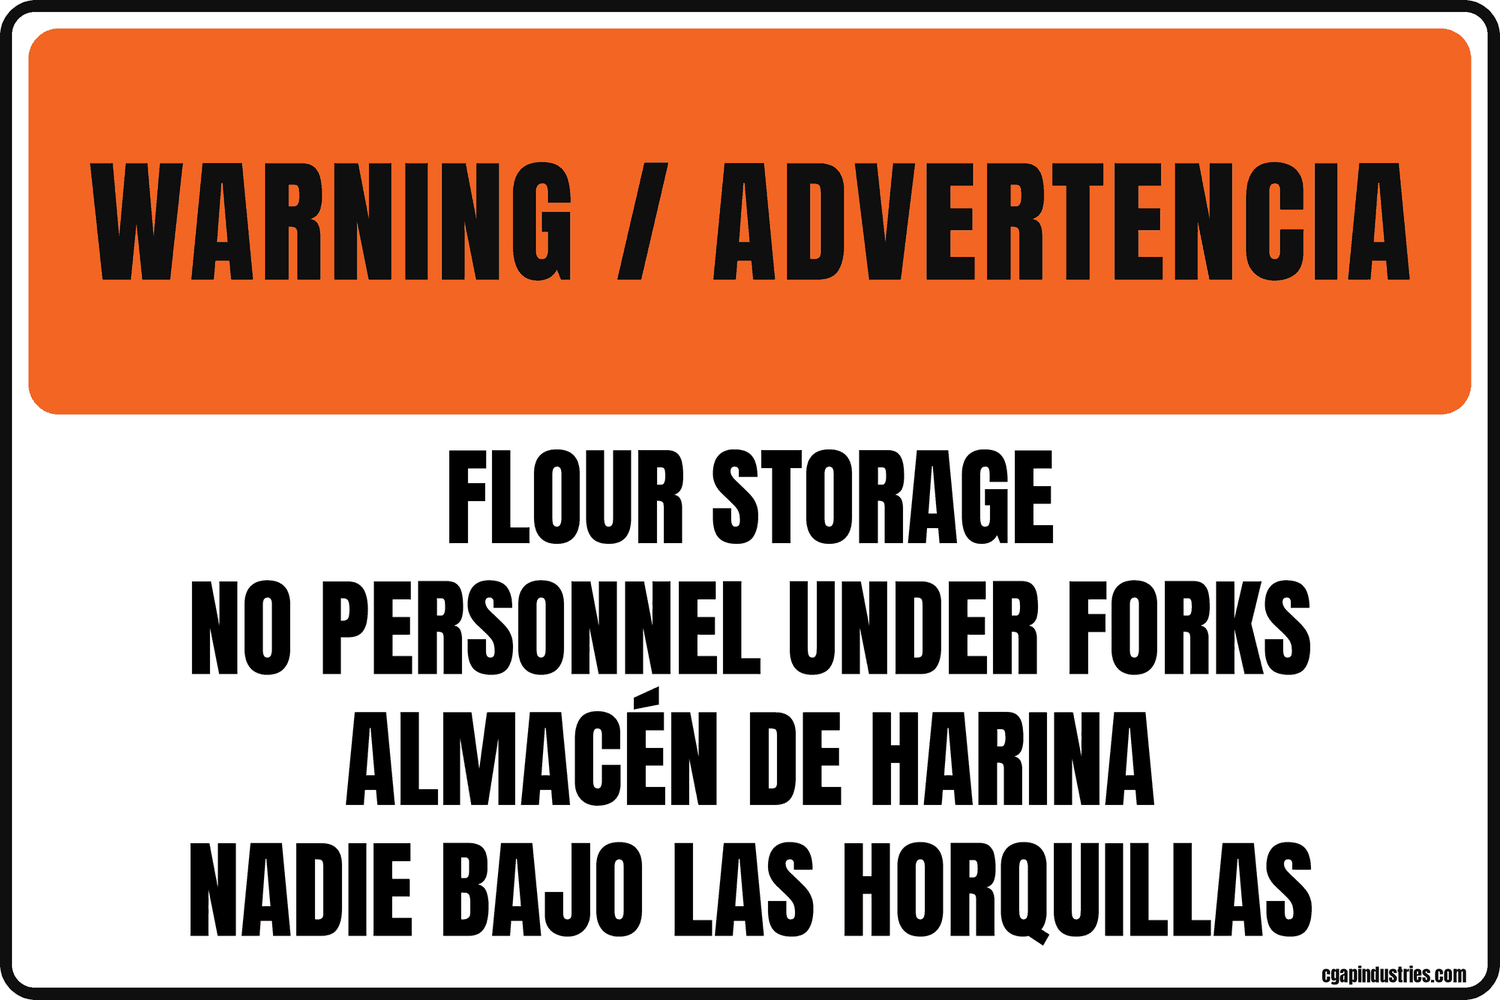 WARNING / ADVERTENCIA
FLOUR STORAGE
NO PERSONNEL UNDER FORKS
ALMACÉN DE HARINA
NADIE BAJO LAS HORQUILLAS
cgapindustries.com